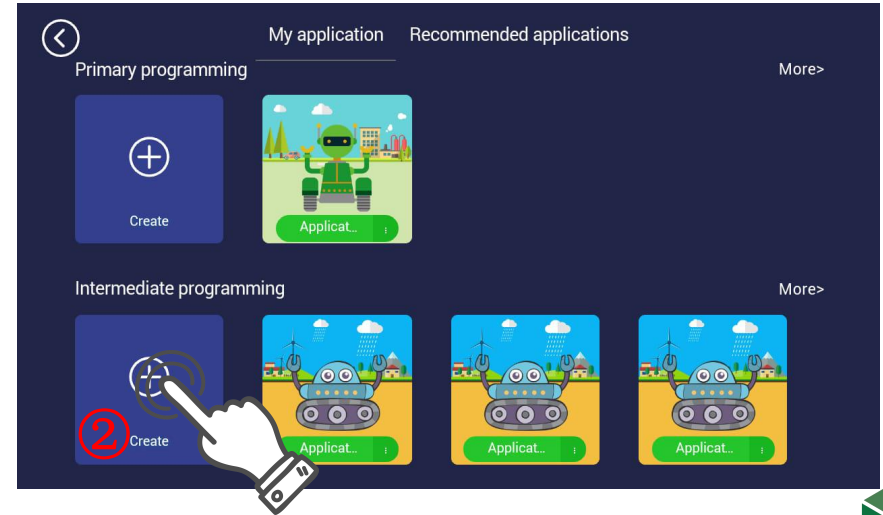 My application Recommended applications
Primary programming More>
Create
Applicat...
Intermediate programming More>
②
Create
Applicat...
Applicat...
Applicat...